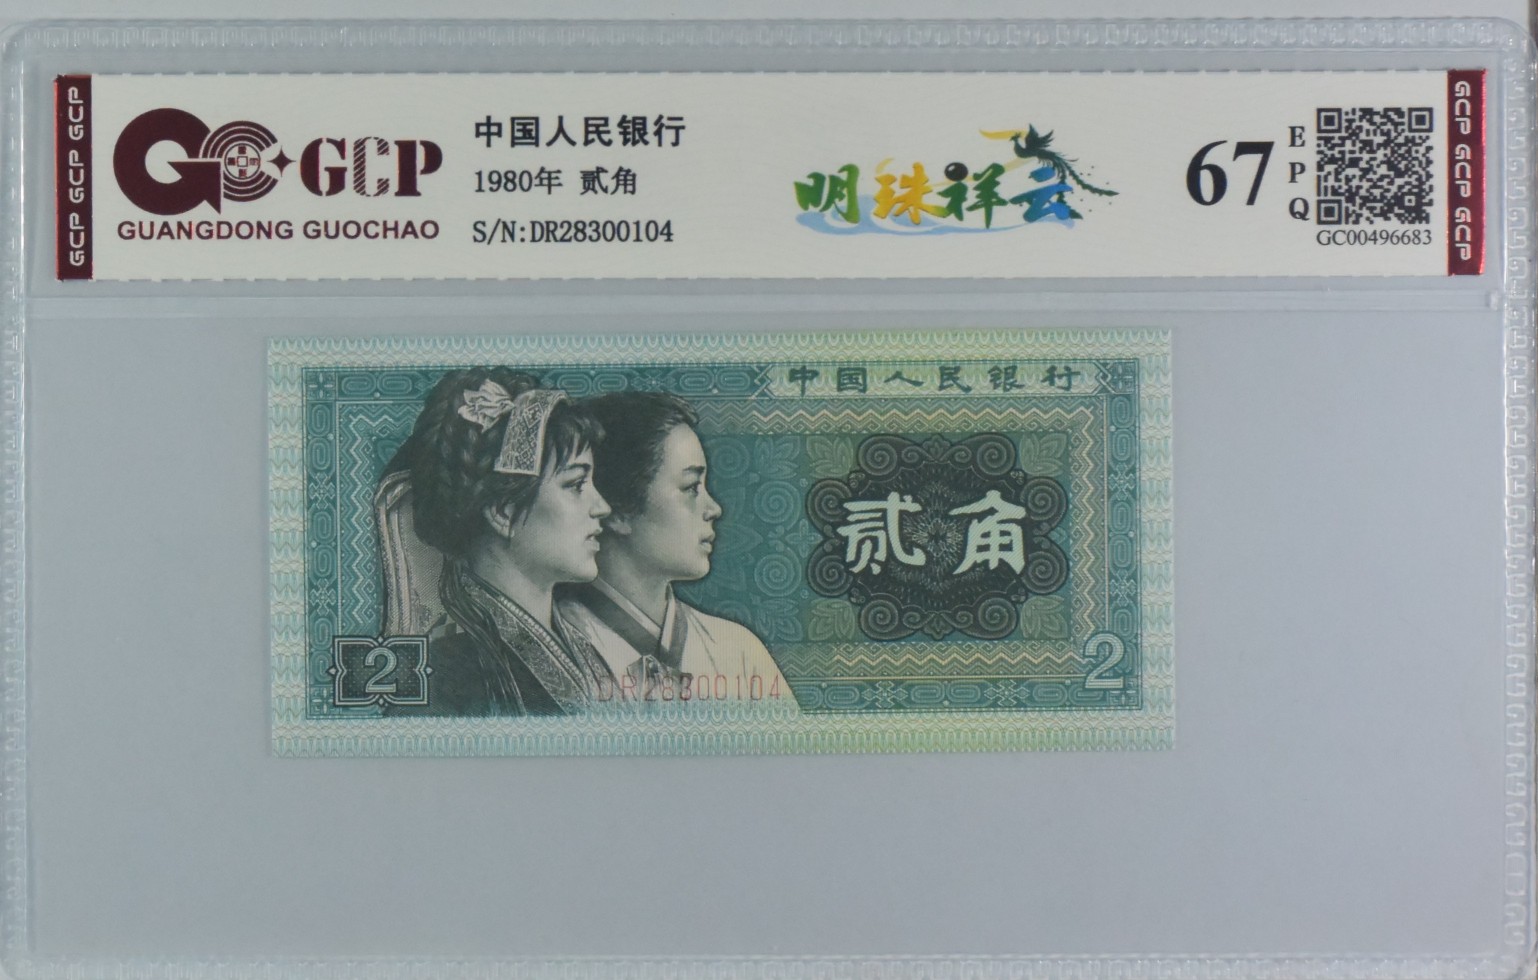 GCP GCP GCP
GCP
GUANGDONG GUOCHAO
中国人民银行
1980年 贰角
S/N:DR28300104
明珠祥云
67
EPQ
GC00496683
GCP GCP GCP
中国人民银行
贰角
2
2
DR28300104